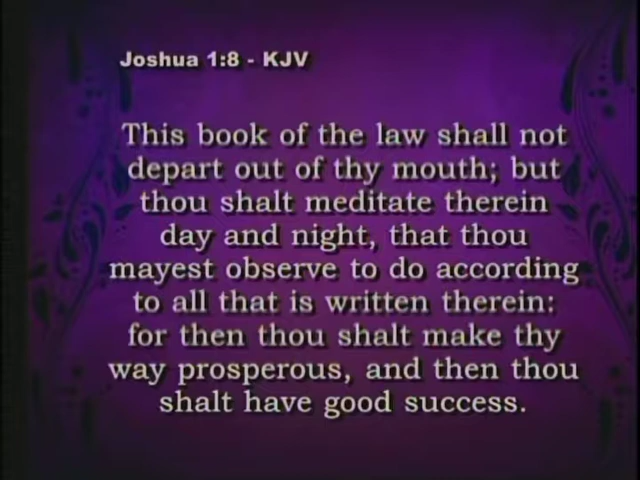 Joshua 1:8 - KJV
This book of the law shall not
depart out of thy mouth; but
thou shalt meditate therein
day and night, that thou
mayest observe to do according
to all that is written therein:
for then thou shalt make thy
way prosperous, and then thou
shalt have good success.